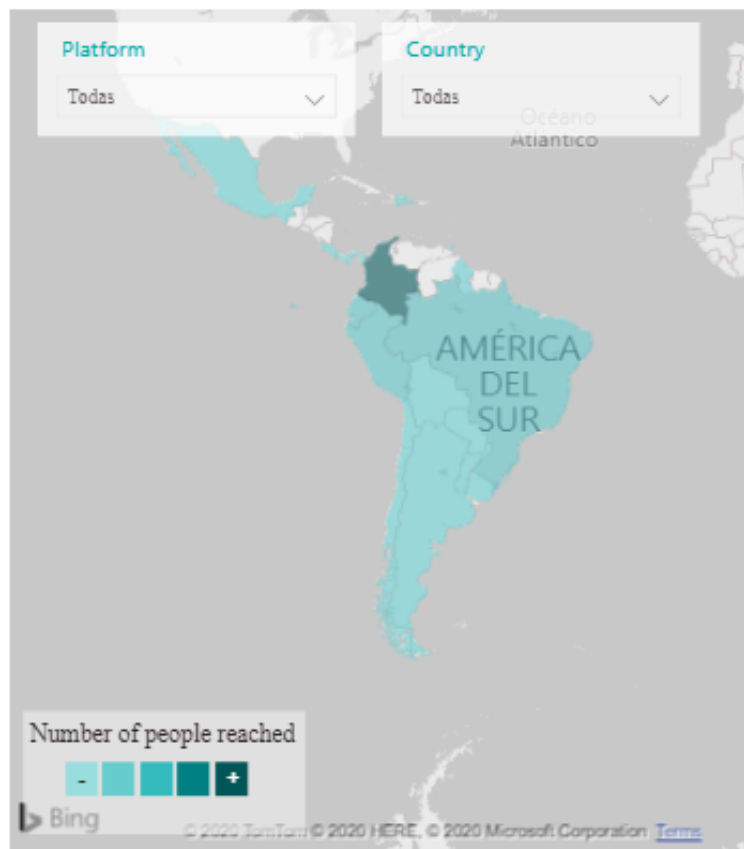 Platform
Country
Todas
Todas
Océano
Atlántico
AMÉRICA
DEL
SUR
Number of people reached
- +
Bing
© 2020 TomTom © 2020 HERE, © 2020 Microsoft Corporation Terms